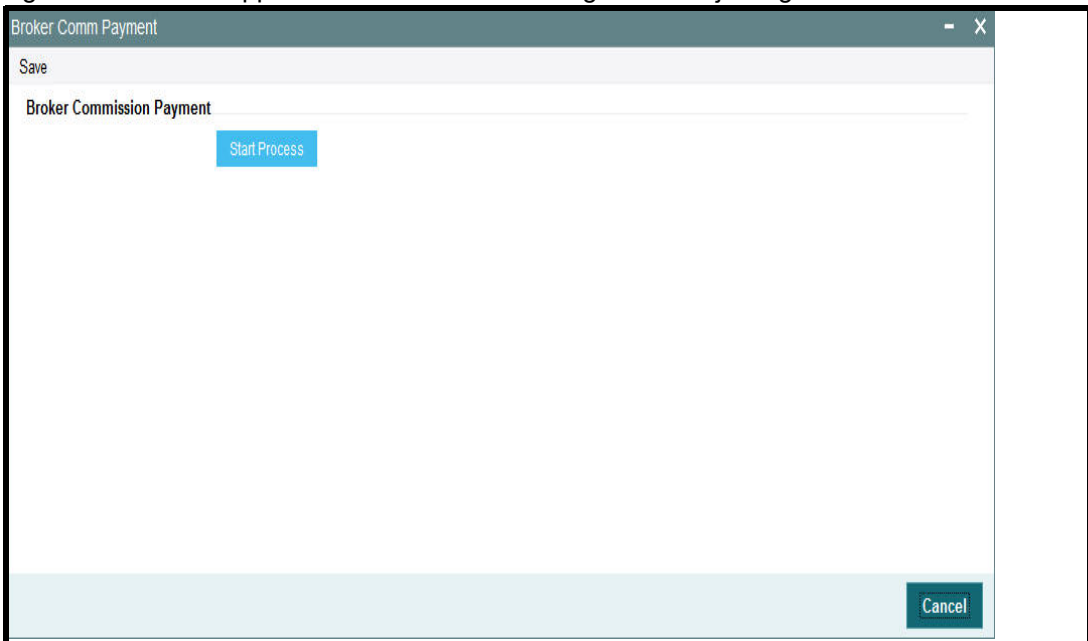 Broker Comm Payment
Save
Broker Commission Payment
Start Process
Cancel